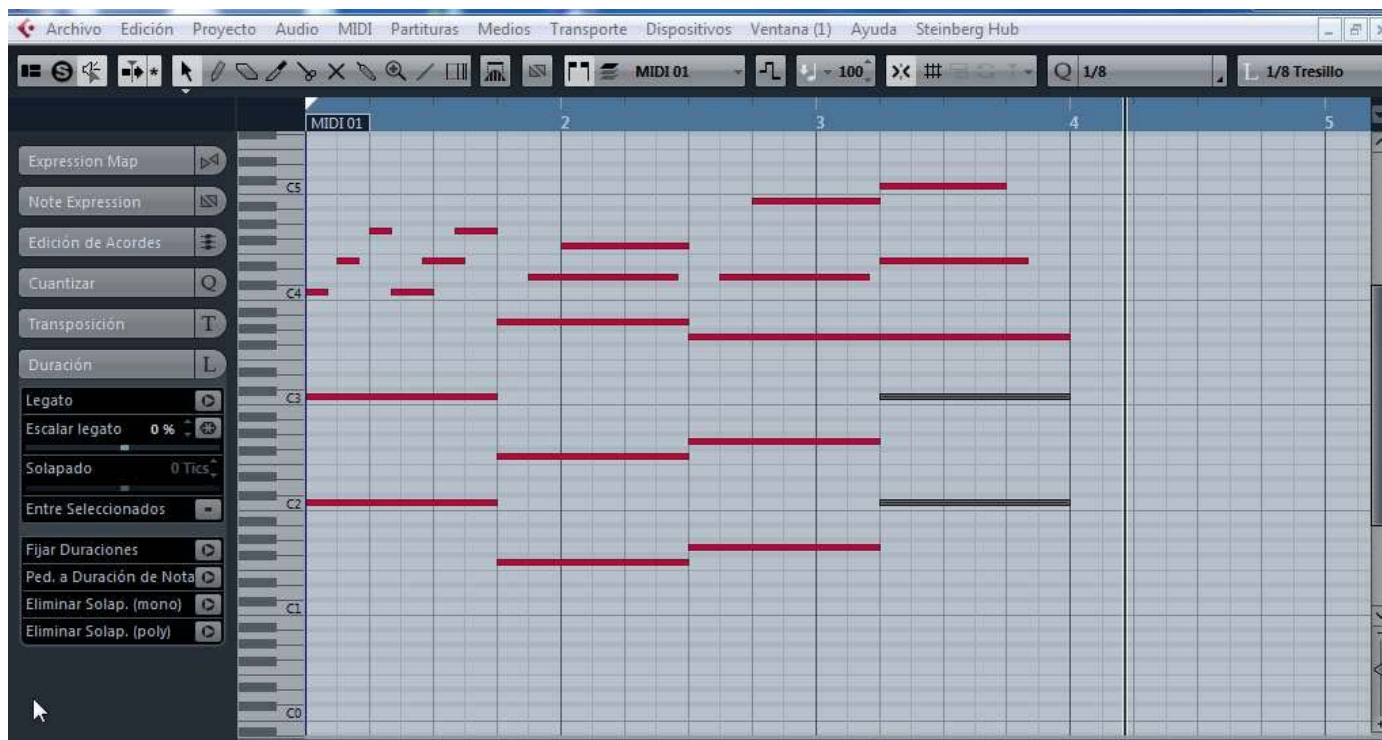 Archivo Edición Proyecto Audio MIDI Partituras Medios Transporte Dispositivos Ventana (1) Ayuda Steinberg Hub
MIDI 01 100 Q 1/8 L 1/8 Tresillo
MIDI 01 2 3 4 5
Expression Map
Note Expression
Edición de Acordes
Cuantizar Q
Transposición T
Duración L
Legato
Escalar legato 0 %
Solapado 0 Tics
Entre Seleccionados
Fijar Duraciones
Ped. a Duración de Nota
Eliminar Solap. (mono)
Eliminar Solap. (poly)
C5
C4
C3
C2
C1
C0